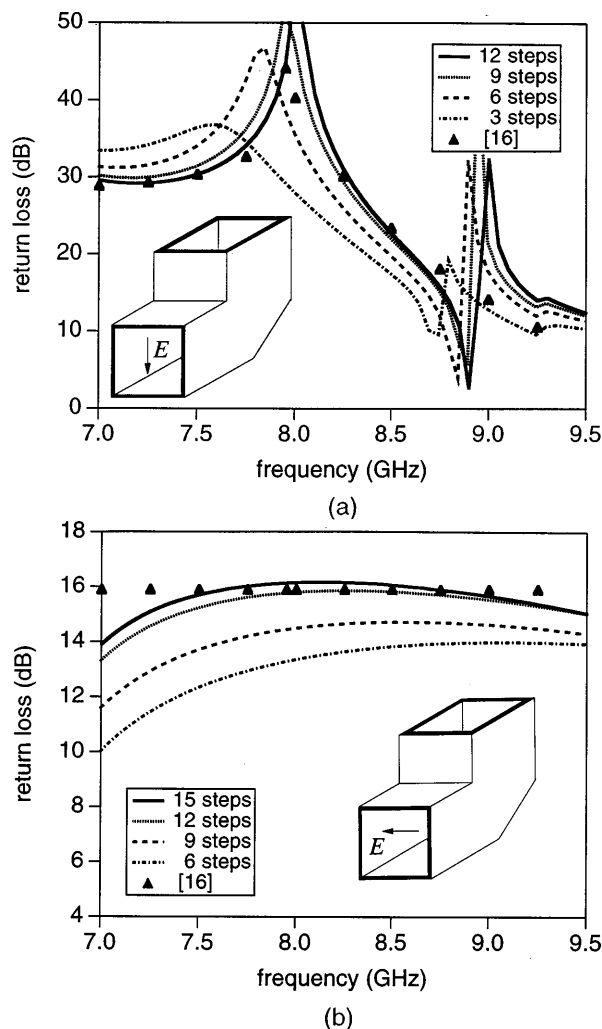 50
40
30
20
10
0
return loss (dB)
12 steps
9 steps
6 steps
3 steps
[16]
E
7.0 7.5 8.0 8.5 9.0 9.5
frequency (GHz)
(a)
18
16
14
12
10
8
6
4
return loss (dB)
15 steps
12 steps
9 steps
6 steps
[16]
E
7.0 7.5 8.0 8.5 9.0 9.5
frequency (GHz)
(b)